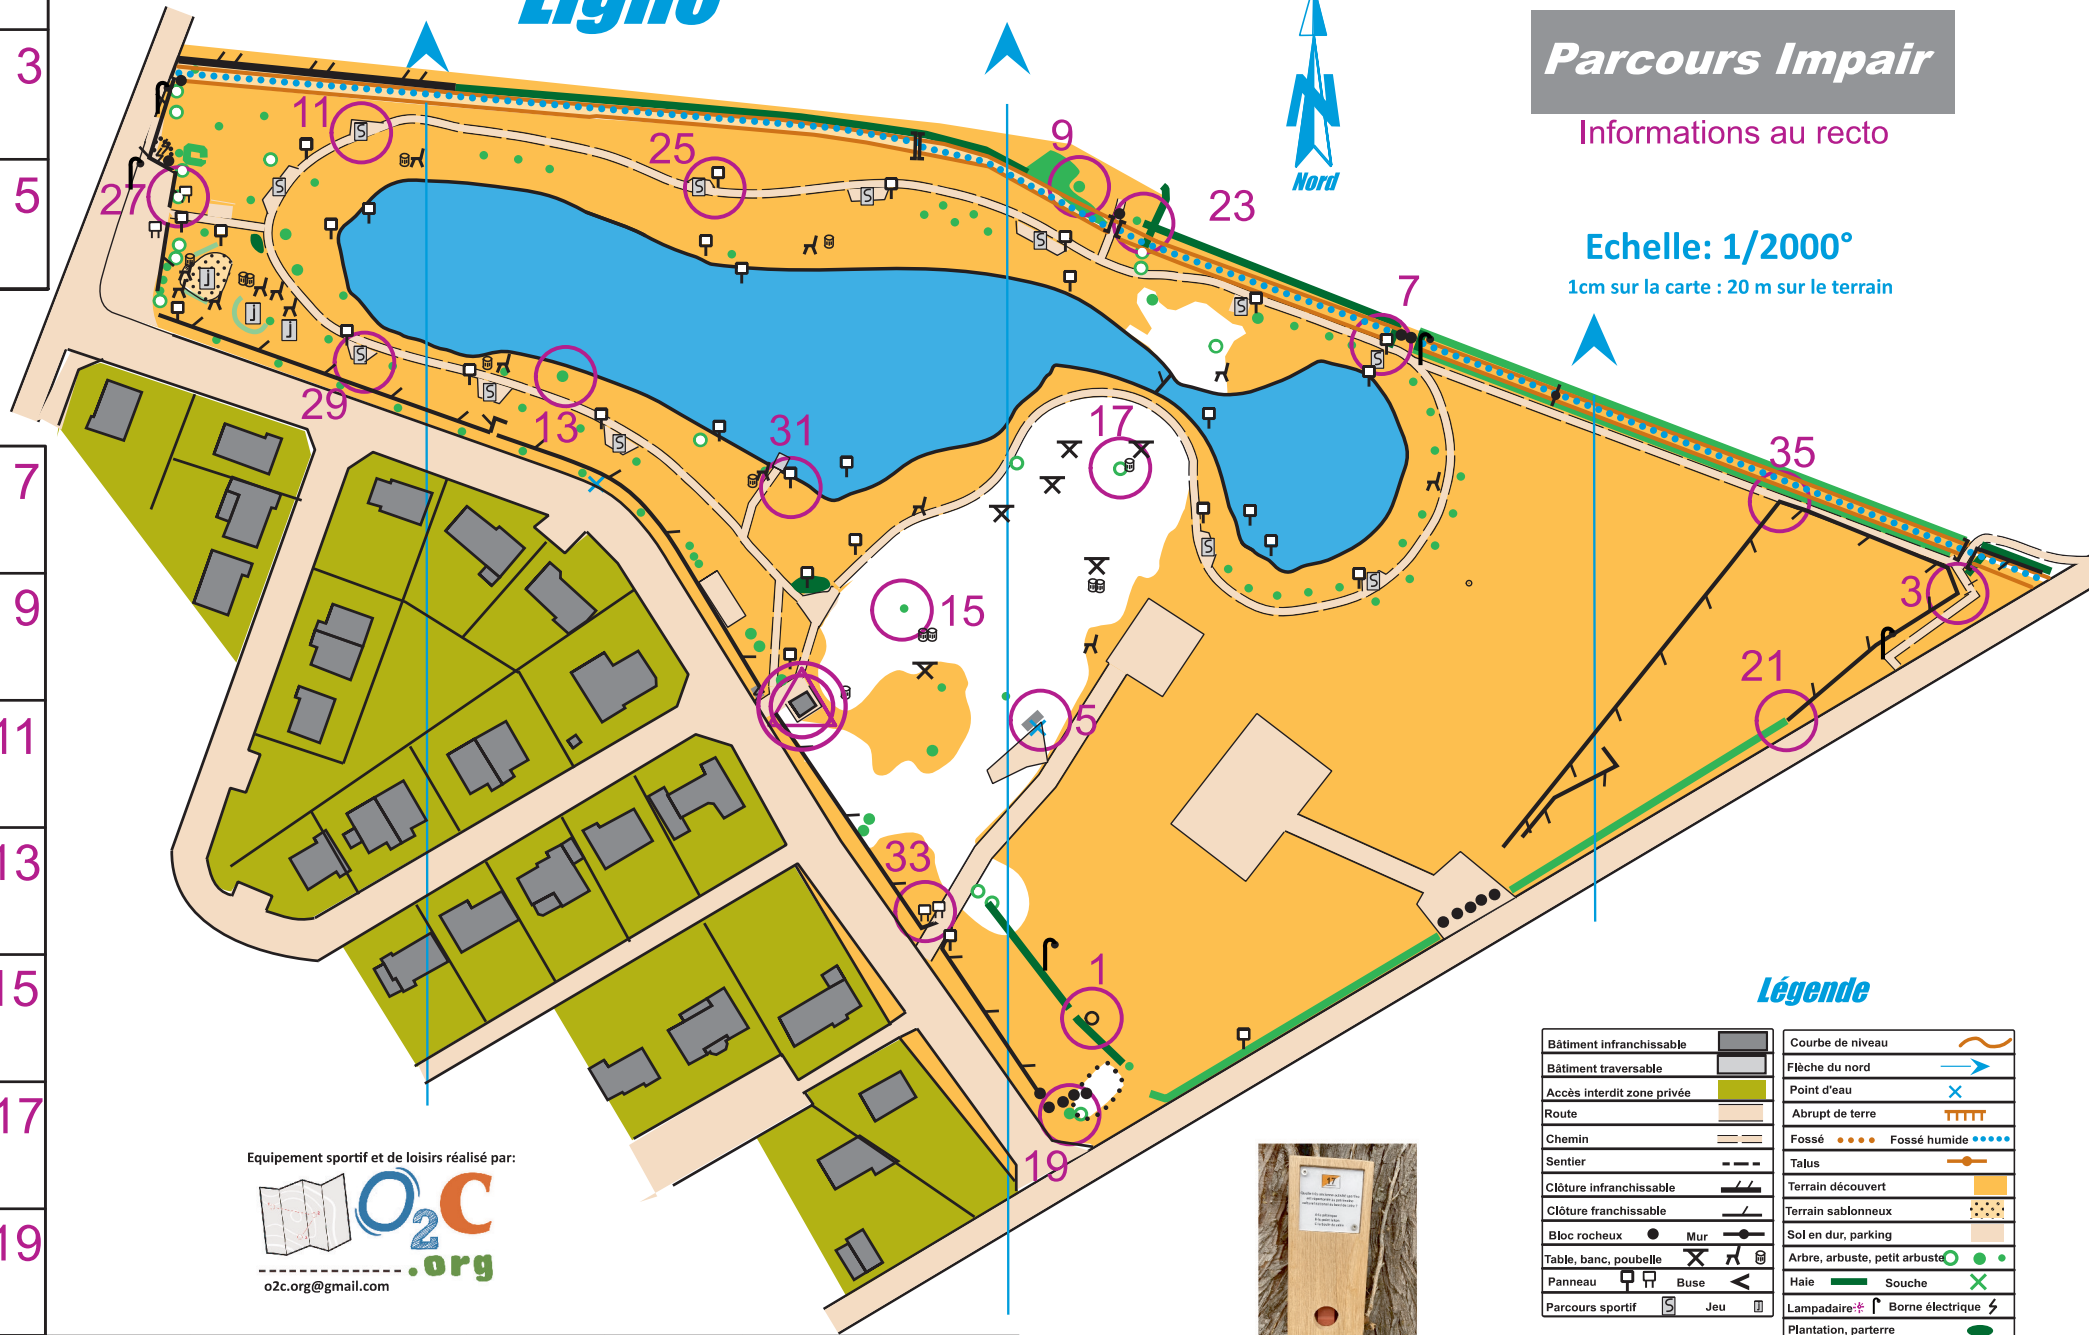 Ligno
Parcours Impair
Informations au recto
Nord
Echelle: 1/2000°
1cm sur la carte : 20 m sur le terrain
3
5
7
9
11
13
15
17
19
11
25
9
23
27
7
29
13
31
17
35
15
3
21
5
33
1
19
Légende
Bâtiment infranchissable
Bâtiment traversable
Accès interdit zone privée
Route
Chemin
Sentier
Clôture infranchissable
Clôture franchissable
Bloc rocheux Mur
Table, banc, poubelle
Panneau Buse
Parcours sportif S Jeu J
Courbe de niveau
Flèche du nord
Point d'eau
Abrupt de terre
Fossé Fossé humide
Talus
Terrain découvert
Terrain sablonneux
Sol en dur, parking
Arbre, arbuste, petit arbuste
Haie Souche
Lampadaire Borne électrique
Plantation, parterre
Equipement sportif et de loisirs réalisé par:
O2C
.org
o2c.org@gmail.com
17